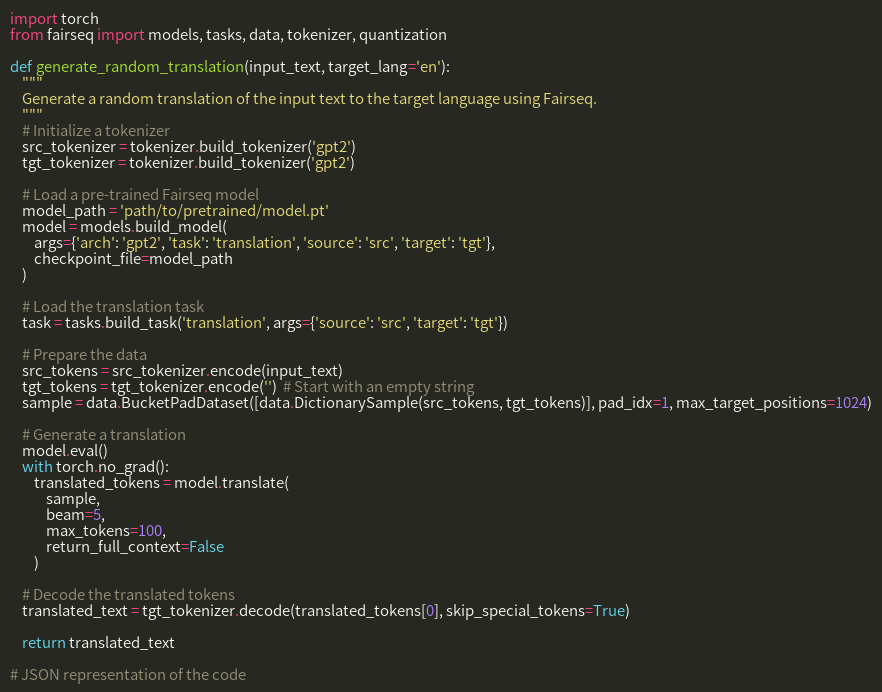 import torch
from fairseq import models, tasks, data, tokenizer, quantization

def generate_random_translation(input_text, target_lang='en'):
    """
    Generate a random translation of the input text to the target language using Fairseq.
    """
    # Initialize a tokenizer
    src_tokenizer = tokenizer.build_tokenizer('gpt2')
    tgt_tokenizer = tokenizer.build_tokenizer('gpt2')

    # Load a pre-trained Fairseq model
    model_path = 'path/to/pretrained/model.pt'
    model = models.build_model(
        args={'arch': 'gpt2', 'task': 'translation', 'source': 'src', 'target': 'tgt'},
        checkpoint_file=model_path
    )

    # Load the translation task
    task = tasks.build_task('translation', args={'source': 'src', 'target': 'tgt'})

    # Prepare the data
    src_tokens = src_tokenizer.encode(input_text)
    tgt_tokens = tgt_tokenizer.encode('')  # Start with an empty string
    sample = data.BucketPadDataset([data.DictionarySample(src_tokens, tgt_tokens)], pad_idx=1, max_target_positions=1024)

    # Generate a translation
    model.eval()
    with torch.no_grad():
        translated_tokens = model.translate(
            sample,
            beam=5,
            max_tokens=100,
            return_full_context=False
        )

    # Decode the translated tokens
    translated_text = tgt_tokenizer.decode(translated_tokens[0], skip_special_tokens=True)

    return translated_text

# JSON representation of the code